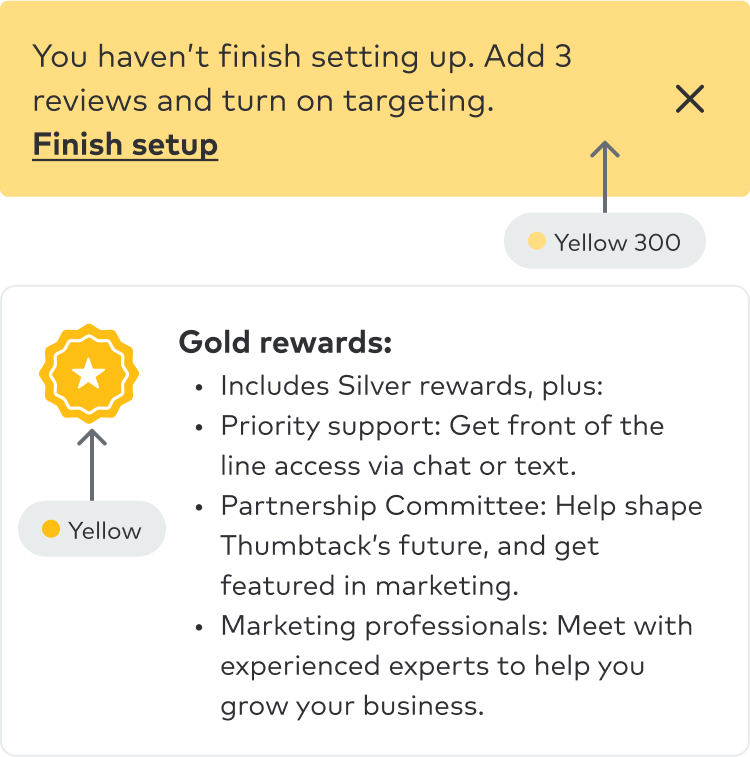 You haven’t finish setting up. Add 3
reviews and turn on targeting.
Finish setup
Yellow 300
Gold rewards:
• Includes Silver rewards, plus:
• Priority support: Get front of the
line access via chat or text.
• Partnership Committee: Help shape
Thumbtack’s future, and get
featured in marketing.
• Marketing professionals: Meet with
experienced experts to help you
grow your business.
Yellow